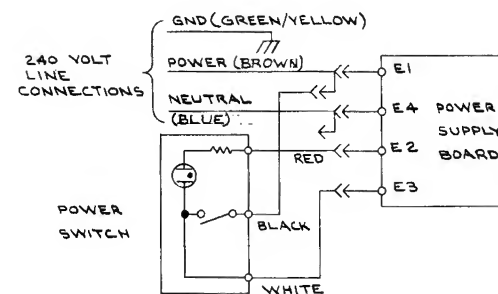 GND (GREEN/YELLOW)
240 VOLT
LINE
CONNECTIONS
POWER (BROWN)
E1
NEUTRAL
(BLUE)
E4
POWER
SUPPLY
BOARD
RED
E2
E3
POWER
SWITCH
BLACK
WHITE